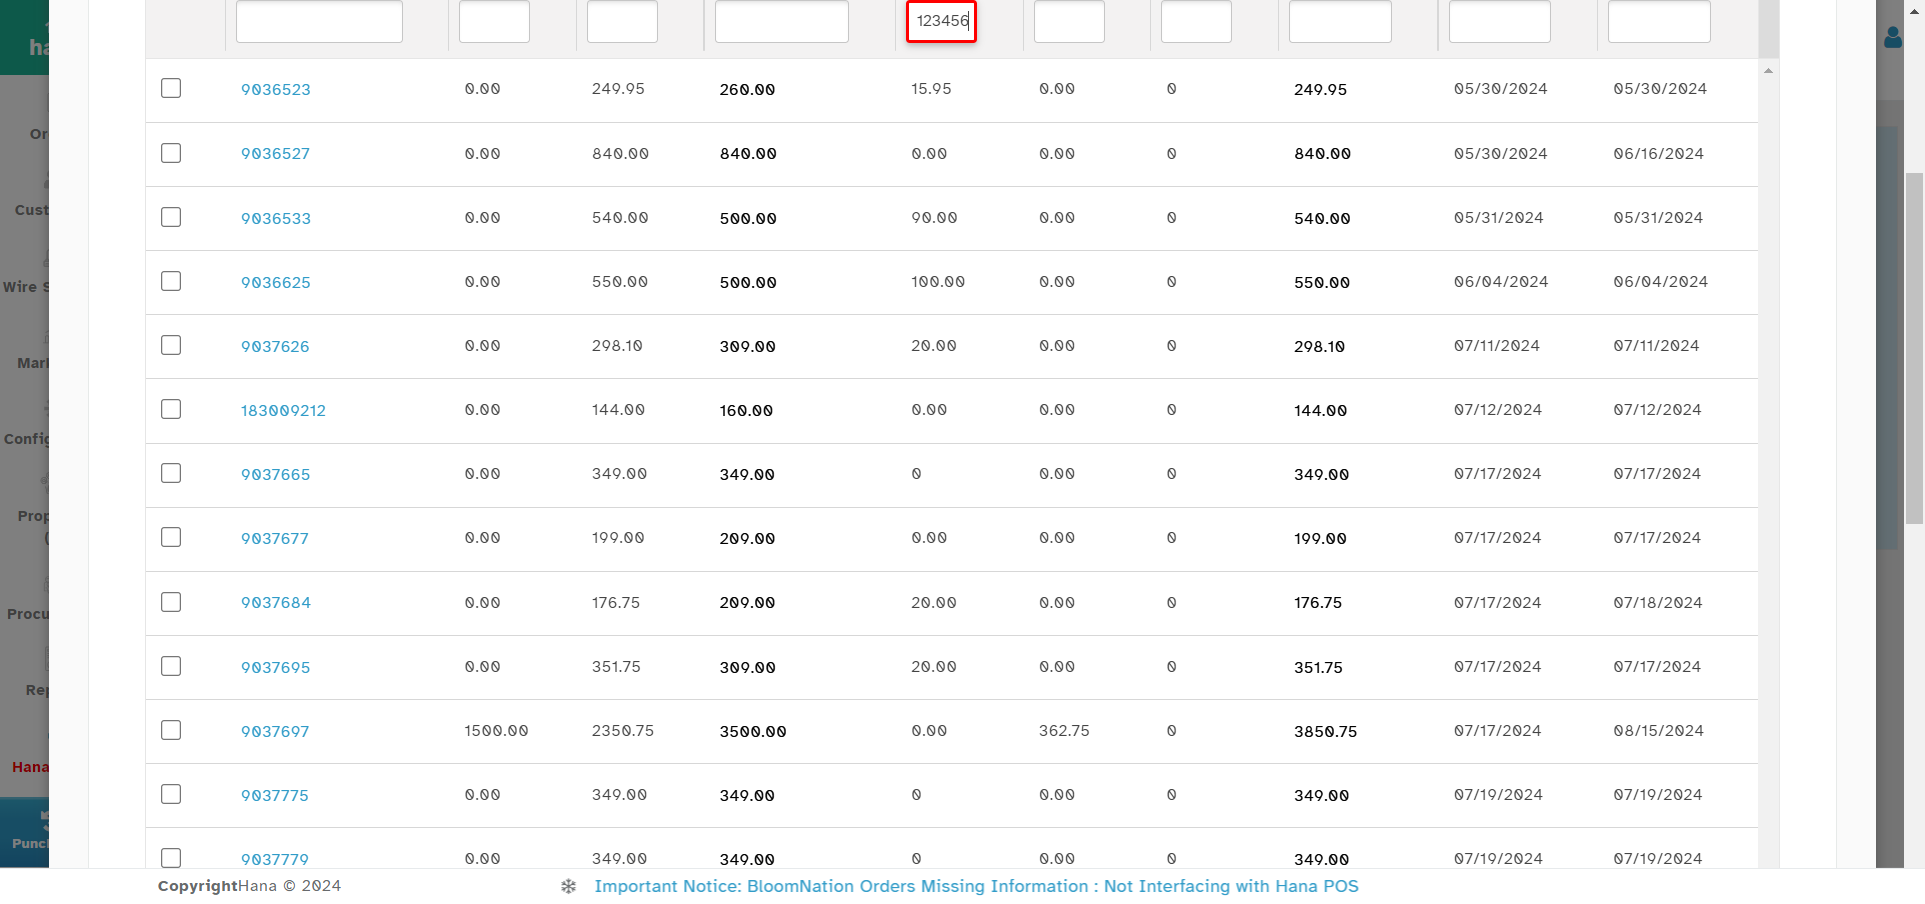 ha
123456
9036523 0.00 249.95 260.00 15.95 0.00 0 249.95 05/30/2024 05/30/2024
Or
9036527 0.00 840.00 840.00 0.00 0.00 0 840.00 05/30/2024 06/16/2024
Cust
9036533 0.00 540.00 500.00 90.00 0.00 0 540.00 05/31/2024 05/31/2024
Wire S
9036625 0.00 550.00 500.00 100.00 0.00 0 550.00 06/04/2024 06/04/2024
9037626 0.00 298.10 309.00 20.00 0.00 0 298.10 07/11/2024 07/11/2024
Mark
183009212 0.00 144.00 160.00 0.00 0.00 0 144.00 07/12/2024 07/12/2024
Config
9037665 0.00 349.00 349.00 0 0.00 0 349.00 07/17/2024 07/17/2024
Prop
(
9037677 0.00 199.00 209.00 0.00 0.00 0 199.00 07/17/2024 07/17/2024
9037684 0.00 176.75 209.00 20.00 0.00 0 176.75 07/17/2024 07/18/2024
Procu
9037695 0.00 351.75 309.00 20.00 0.00 0 351.75 07/17/2024 07/17/2024
Rep
9037697 1500.00 2350.75 3500.00 0.00 362.75 0 3850.75 07/17/2024 08/15/2024
Hana
9037775 0.00 349.00 349.00 0 0.00 0 349.00 07/19/2024 07/19/2024
Punc
9037779 0.00 349.00 349.00 0 0.00 0 349.00 07/19/2024 07/19/2024
CopyrightHana © 2024 Important Notice: BloomNation Orders Missing Information : Not Interfacing with Hana POS